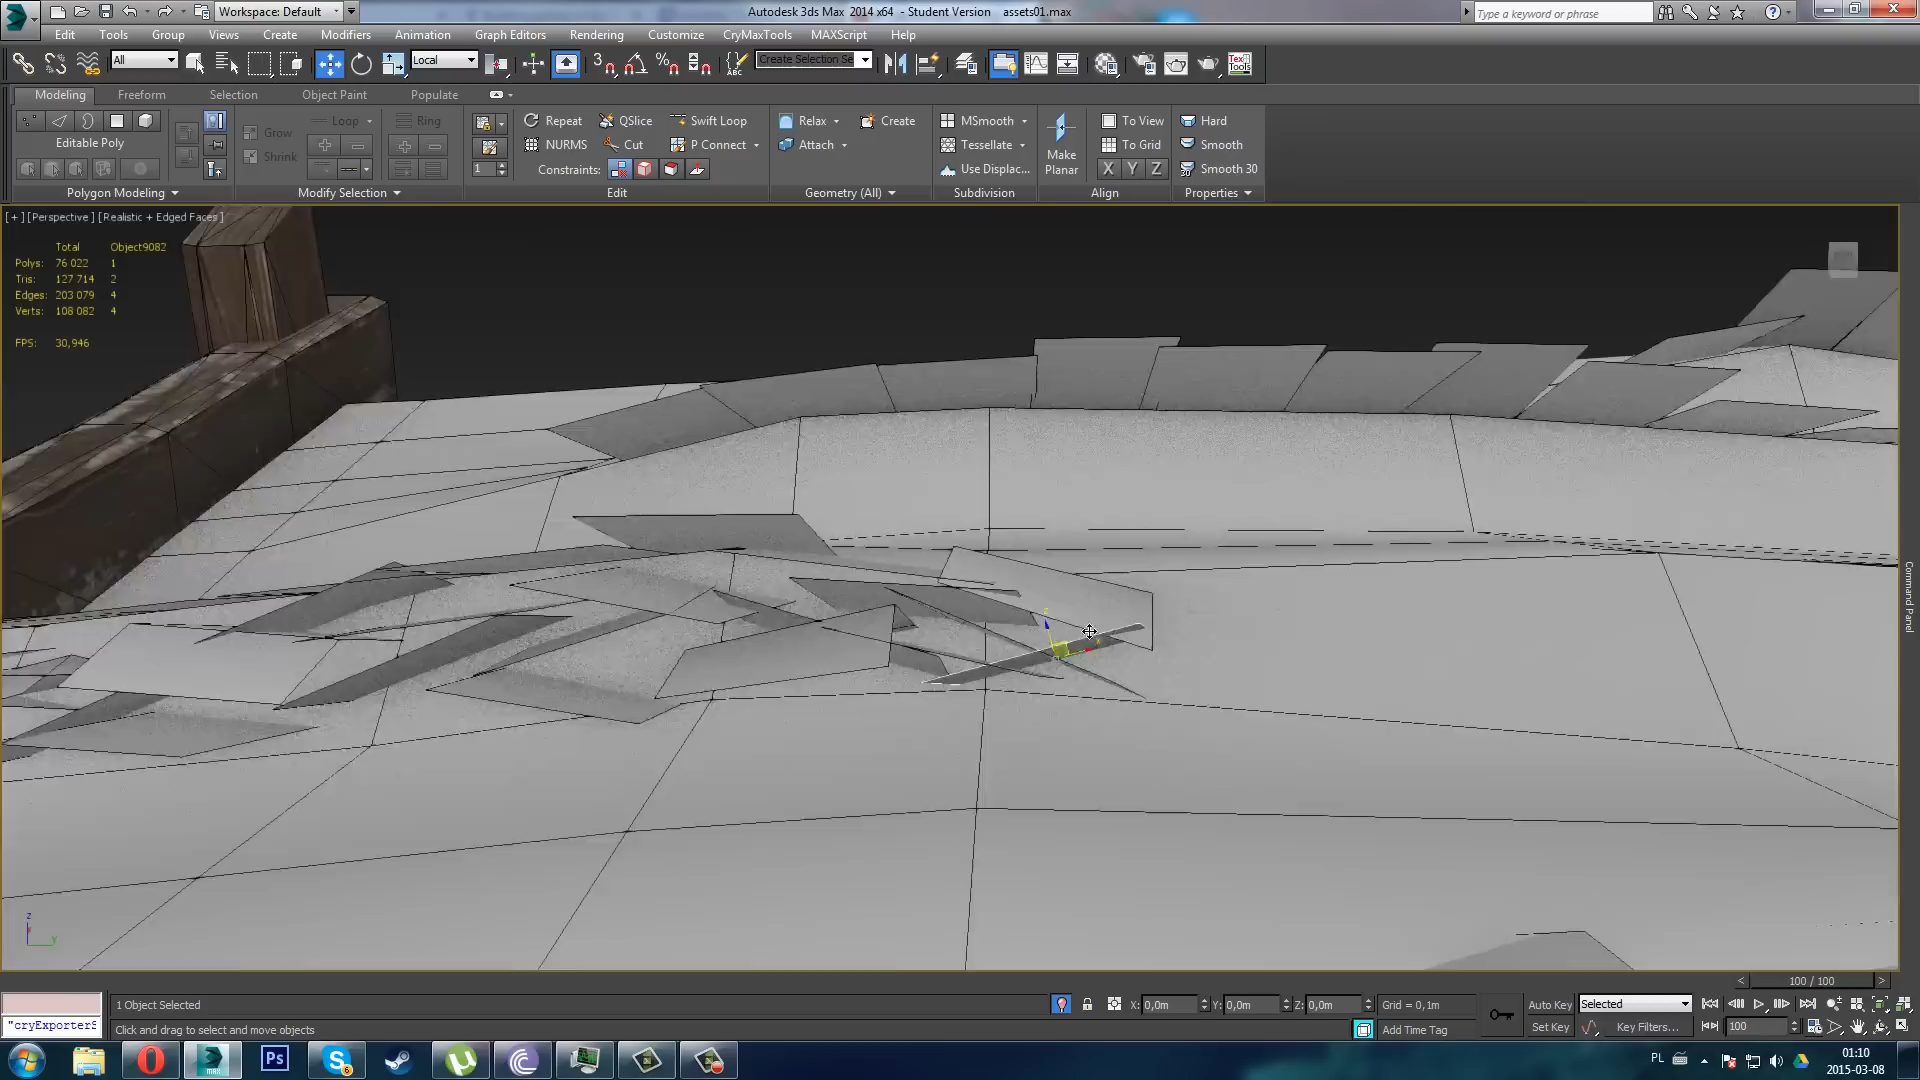 Workspace: Default
Autodesk 3ds Max 2014 x64 - Student Version assets01.max
Type a keyword or phrase
Edit Tools Group Views Create Modifiers Animation Graph Editors Rendering Customize CryMaxTools MAXScript Help
All
Local
Create Selection Se
Modeling Freeform Selection Object Paint Populate
Loop Ring Repeat QSlice Swift Loop Relax Create MSmooth To View Hard
Grow
Editable Poly NURMS Cut P Connect Attach Tessellate To Grid Smooth
Shrink
Make Planar
1 Constraints: Use Displac... X Y Z Smooth 30
Polygon Modeling Modify Selection Edit Geometry (All) Subdivision Align Properties
[ + ] [Perspective ] [Realistic + Edged Faces ]
Total Object9082
Polys: 76 022 1
Tris: 127 714 2
Edges: 203 079 4
Verts: 108 082 4
FPS: 30,946
Command Panel
z
y
100 / 100
1 Object Selected X: 0,0m Y: 0,0m Z: 0,0m Grid = 0,1m Auto Key Selected
"cryExporterS Click and drag to select and move objects Add Time Tag Set Key Key Filters... 100
PL 01:10
2015-03-08